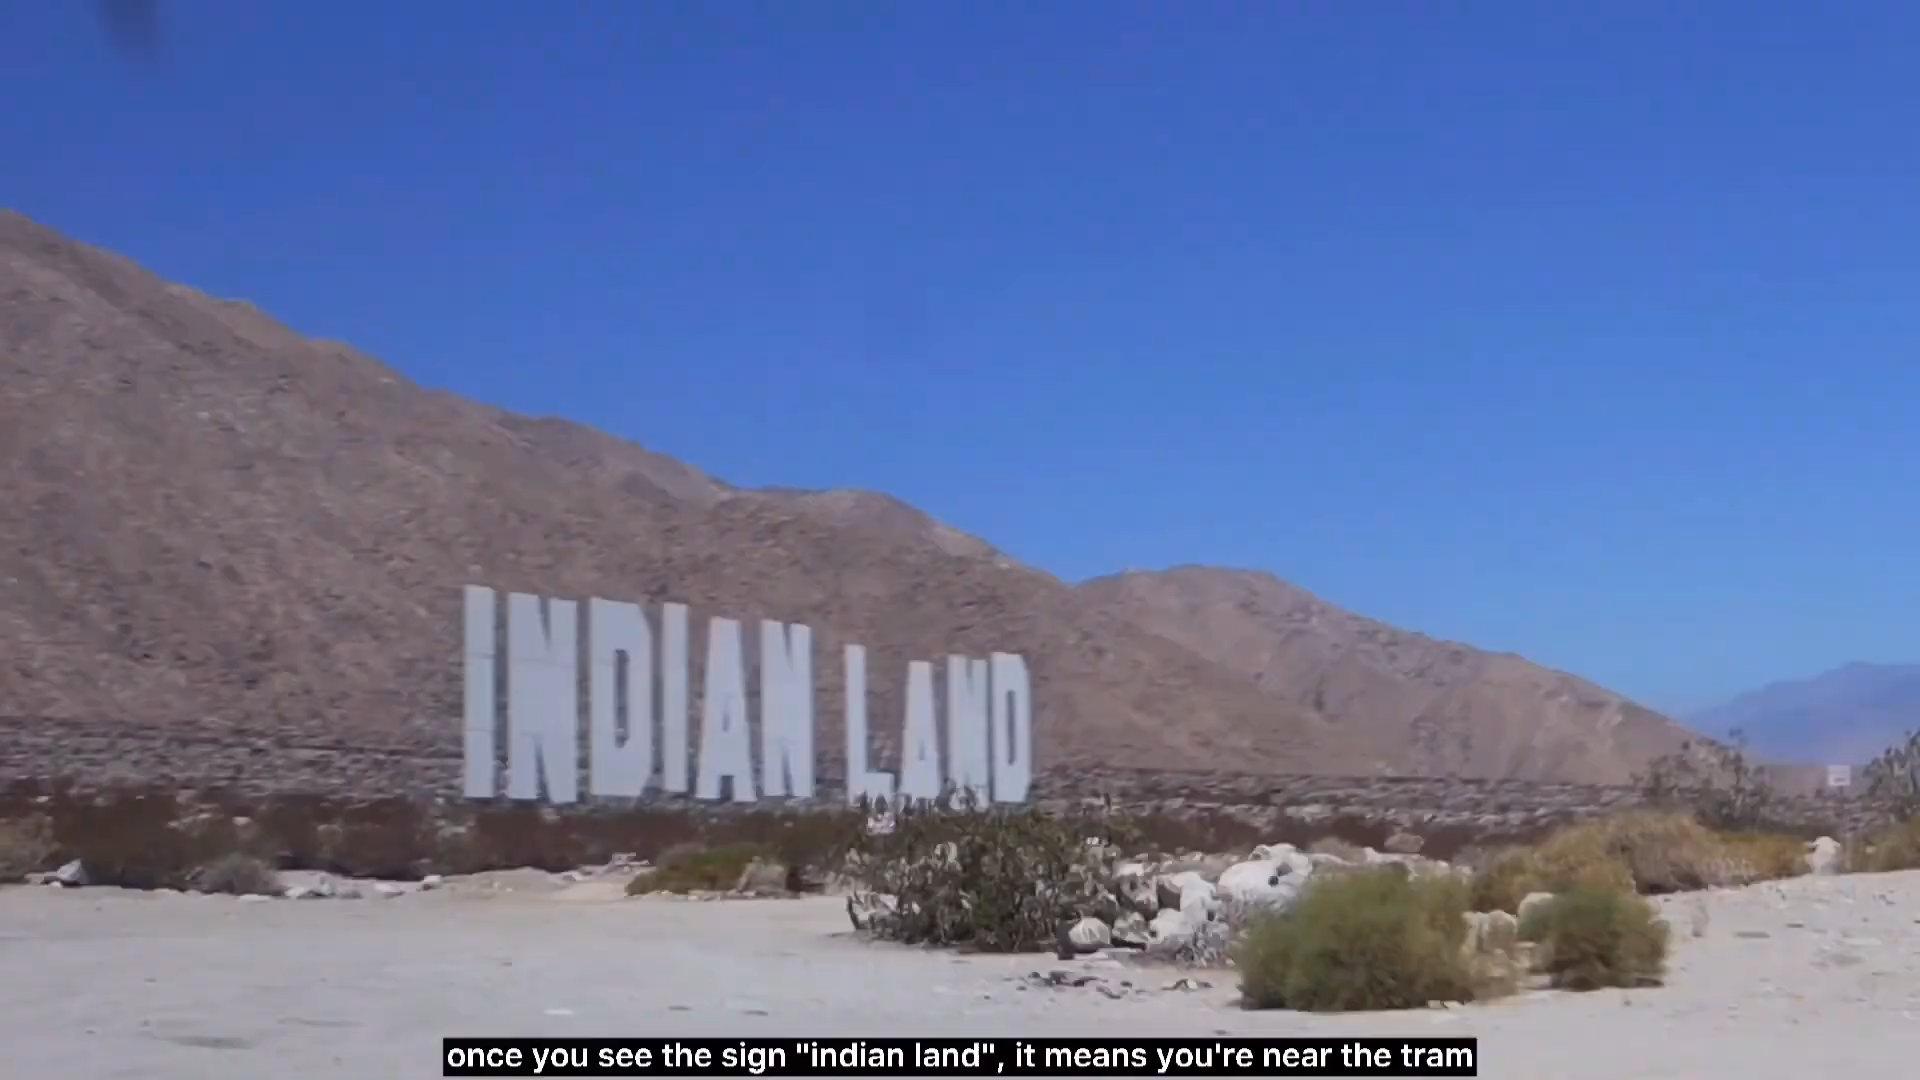 INDIAN LAND
once you see the sign "indian land", it means you're near the tram